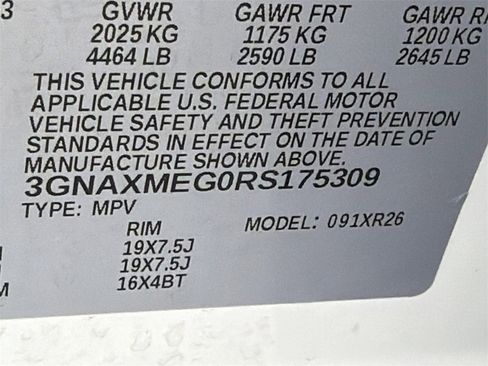 3 GVWR GAWR FRT GAWR
2025 KG 1175 KG 1200 KG
4464 LB 2590 LB 2645 LB
THIS VEHICLE CONFORMS TO ALL
APPLICABLE U.S. FEDERAL MOTOR
VEHICLE SAFETY AND THEFT PREVENTION
STANDARDS IN EFFECT ON THE DATE OF
MANUFACTURE SHOWN ABOVE.
3GNAXMEG0RS175309
TYPE: MPV MODEL: 091XR26
RIM
19X7.5J
19X7.5J
M 16X4BT